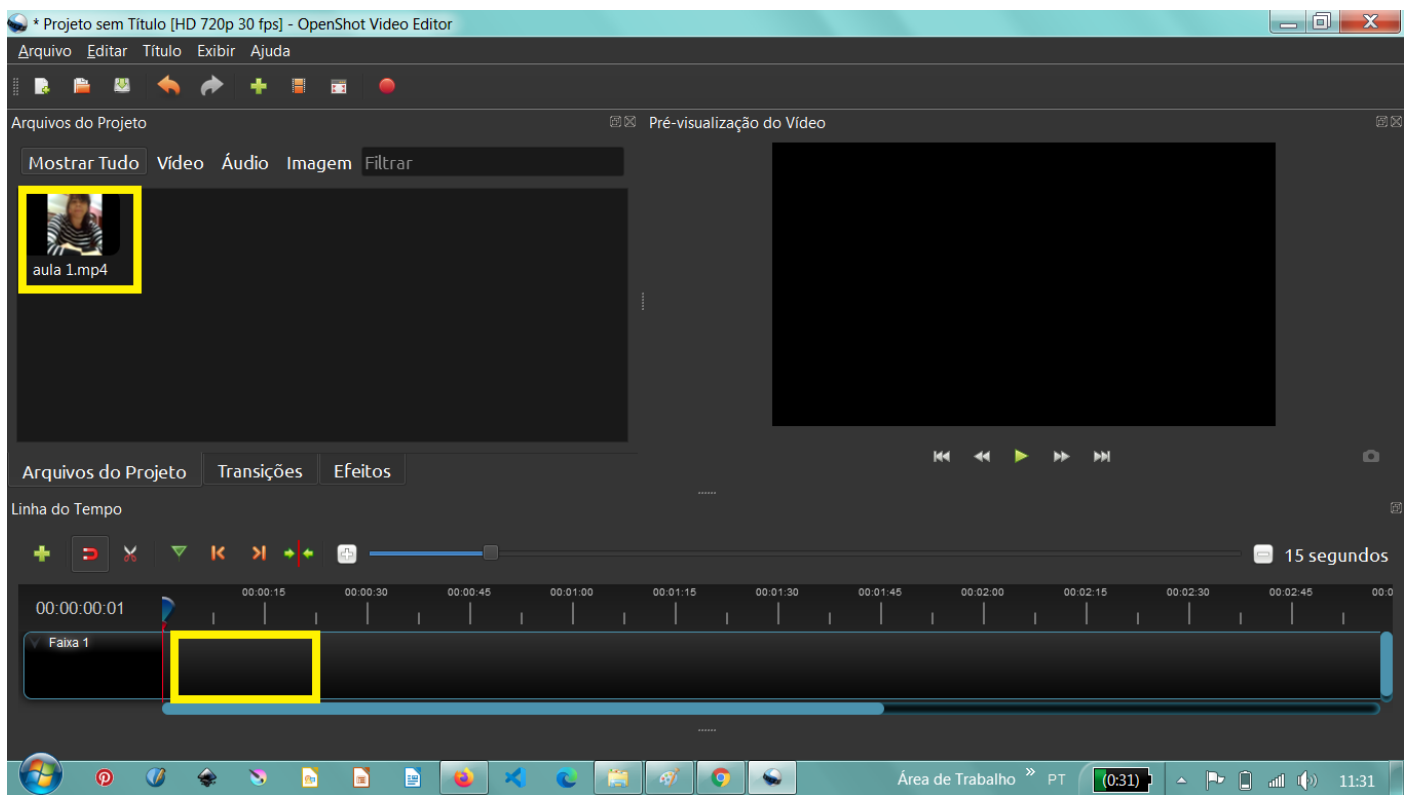 * Projeto sem Título [HD 720p 30 fps] - OpenShot Video Editor
Arquivo Editar Título Exibir Ajuda
Arquivos do Projeto
Pré-visualização do Vídeo
Mostrar Tudo Vídeo Áudio Imagem Filtrar
aula 1.mp4
Arquivos do Projeto Transições Efeitos
Linha do Tempo
15 segundos
00:00:00:01
00:00:15 00:00:30 00:00:45 00:01:00 00:01:15 00:01:30 00:01:45 00:02:00 00:02:15 00:02:30 00:02:45 00:0
Faixa 1
Área de Trabalho » PT (0:31) 11:31